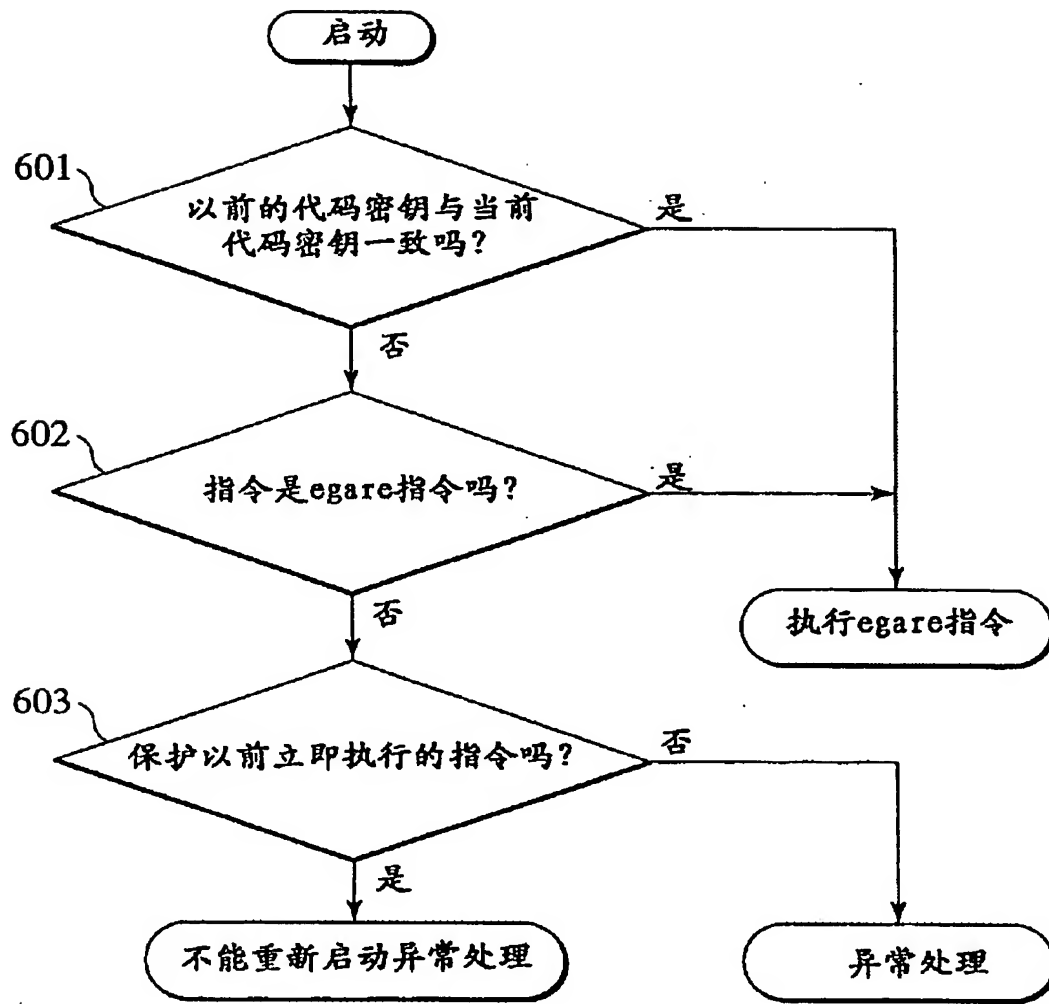 启动
601
以前的代码密钥与当前
代码密钥一致吗?
是
否
602
指令是egare指令吗?
是
否
执行egare指令
603
保护以前立即执行的指令吗?
否
是
不能重新启动异常处理
异常处理